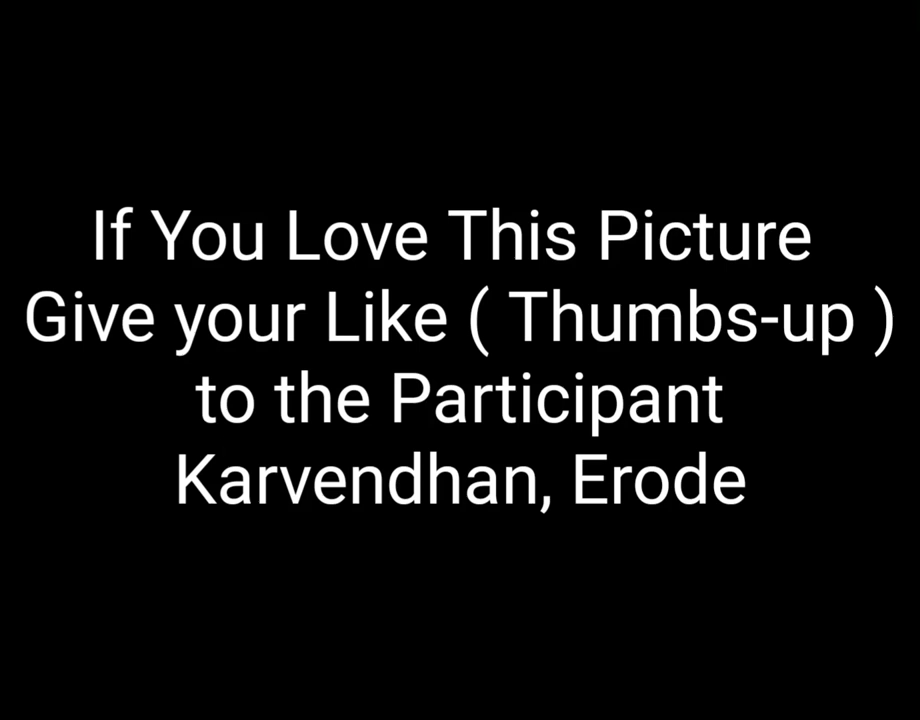 If You Love This Picture
Give your Like ( Thumbs-up )
to the Participant
Karvendhan, Erode